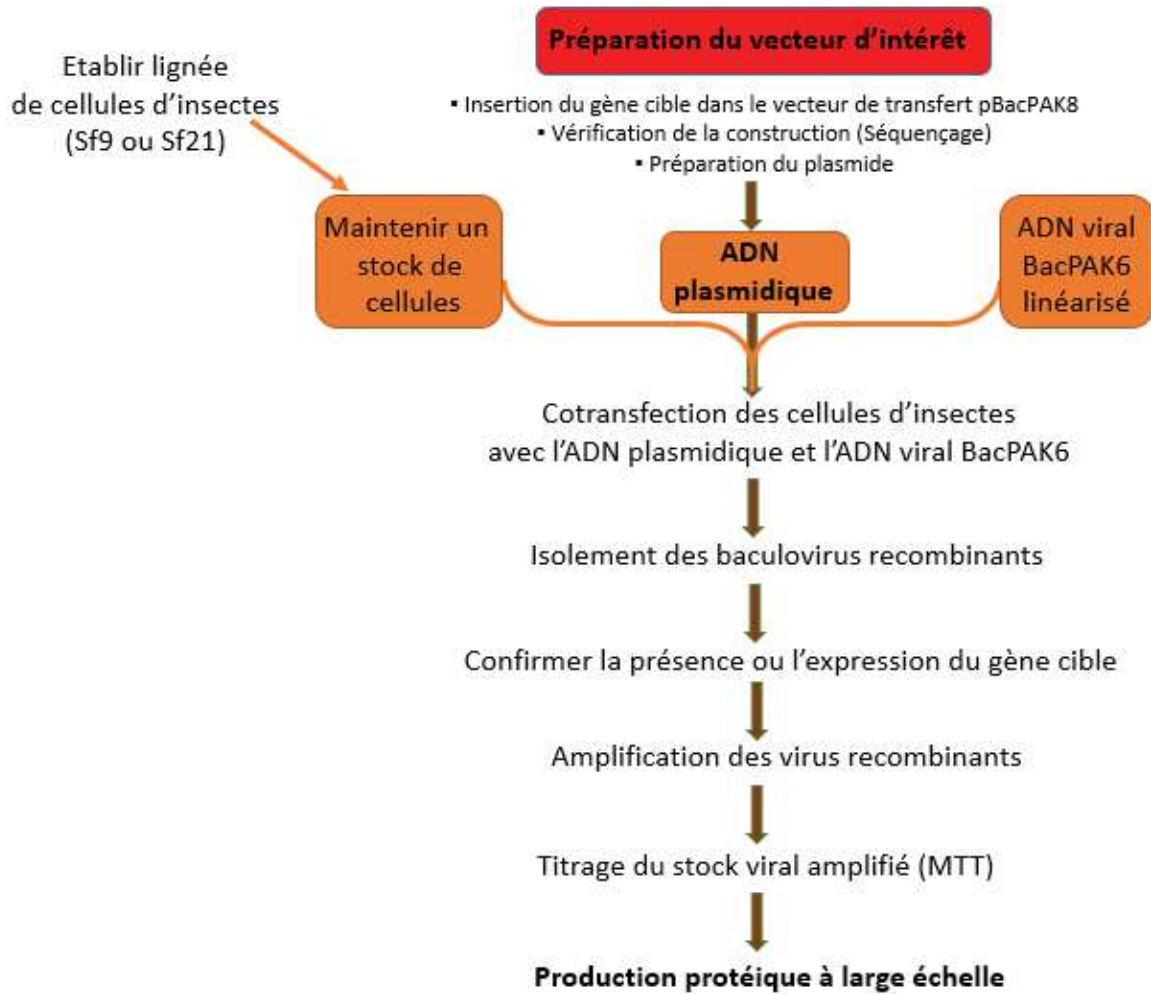 Préparation du vecteur d'intérêt
Etablir lignée
de cellules d'insectes
(Sf9 ou Sf21)
▪ Insertion du gène cible dans le vecteur de transfert pBacPAK8
▪ Vérification de la construction (Séquençage)
▪ Préparation du plasmide
Maintenir un
stock de
cellules
ADN
plasmidique
ADN viral
BacPAK6
linéarisé
Cotransfection des cellules d'insectes
avec l'ADN plasmidique et l'ADN viral BacPAK6
Isolement des baculovirus recombinants
Confirmer la présence ou l'expression du gène cible
Amplification des virus recombinants
Titrage du stock viral amplifié (MTT)
Production protéique à large échelle